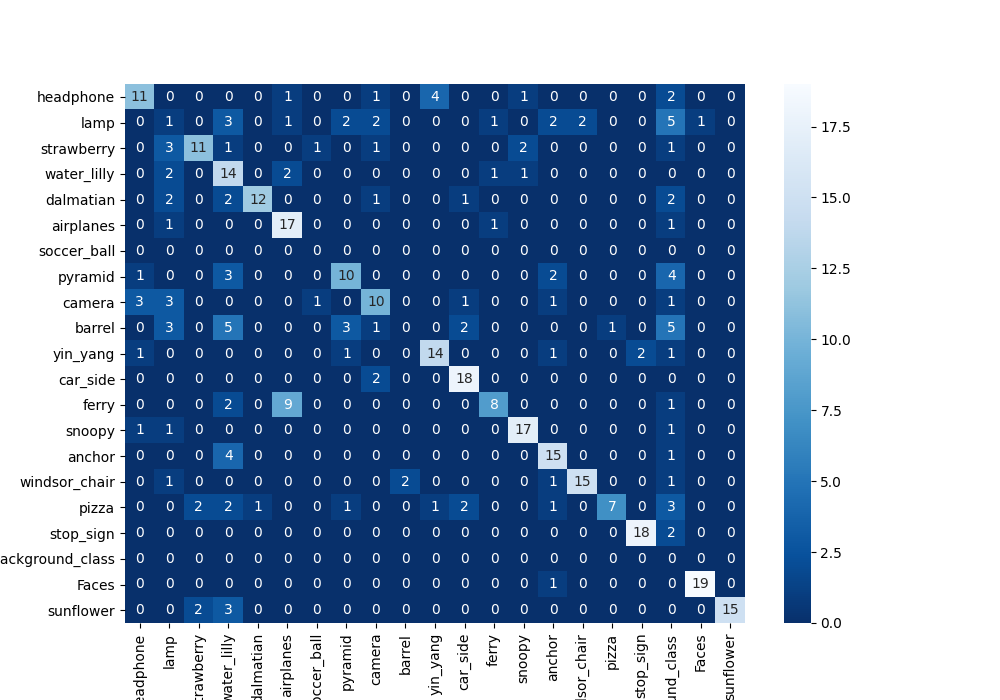 headphone 11 0 0 0 0 1 0 0 1 0 4 0 0 1 0 0 0 0 2 0 0
lamp 0 1 0 3 0 1 0 2 2 0 0 0 1 0 2 2 0 0 5 1 0
strawberry 0 3 11 1 0 0 1 0 1 0 0 0 0 2 0 0 0 0 1 0 0
water_lilly 0 2 0 14 0 2 0 0 0 0 0 0 1 1 0 0 0 0 0 0 0
dalmatian 0 2 0 2 12 0 0 0 1 0 0 1 0 0 0 0 0 0 2 0 0
airplanes 0 1 0 0 0 17 0 0 0 0 0 0 1 0 0 0 0 0 1 0 0
soccer_ball 0 0 0 0 0 0 0 0 0 0 0 0 0 0 0 0 0 0 0 0 0
pyramid 1 0 0 3 0 0 0 10 0 0 0 0 0 0 2 0 0 0 4 0 0
camera 3 3 0 0 0 0 1 0 10 0 0 1 0 0 1 0 0 0 1 0 0
barrel 0 3 0 5 0 0 0 3 1 0 0 2 0 0 0 0 1 0 5 0 0
yin_yang 1 0 0 0 0 0 0 1 0 0 14 0 0 0 1 0 0 2 1 0 0
car_side 0 0 0 0 0 0 0 0 2 0 0 18 0 0 0 0 0 0 0 0 0
ferry 0 0 0 2 0 9 0 0 0 0 0 0 8 0 0 0 0 0 1 0 0
snoopy 1 1 0 0 0 0 0 0 0 0 0 0 0 17 0 0 0 0 1 0 0
anchor 0 0 0 4 0 0 0 0 0 0 0 0 0 0 15 0 0 0 1 0 0
windsor_chair 0 1 0 0 0 0 0 0 0 2 0 0 0 0 1 15 0 0 1 0 0
pizza 0 0 2 2 1 0 0 1 0 0 1 2 0 0 1 0 7 0 3 0 0
stop_sign 0 0 0 0 0 0 0 0 0 0 0 0 0 0 0 0 0 18 2 0 0
ackground_class 0 0 0 0 0 0 0 0 0 0 0 0 0 0 0 0 0 0 0 0 0
Faces 0 0 0 0 0 0 0 0 0 0 0 0 0 0 1 0 0 0 0 19 0
sunflower 0 0 2 3 0 0 0 0 0 0 0 0 0 0 0 0 0 0 0 0 15
eadphone
lamp
trawberry
water_lilly
dalmatian
airplanes
occer_ball
pyramid
camera
barrel
yin_yang
car_side
ferry
snoopy
anchor
lsor_chair
pizza
stop_sign
und_class
Faces
sunflower
17.5
15.0
12.5
10.0
7.5
5.0
2.5
0.0